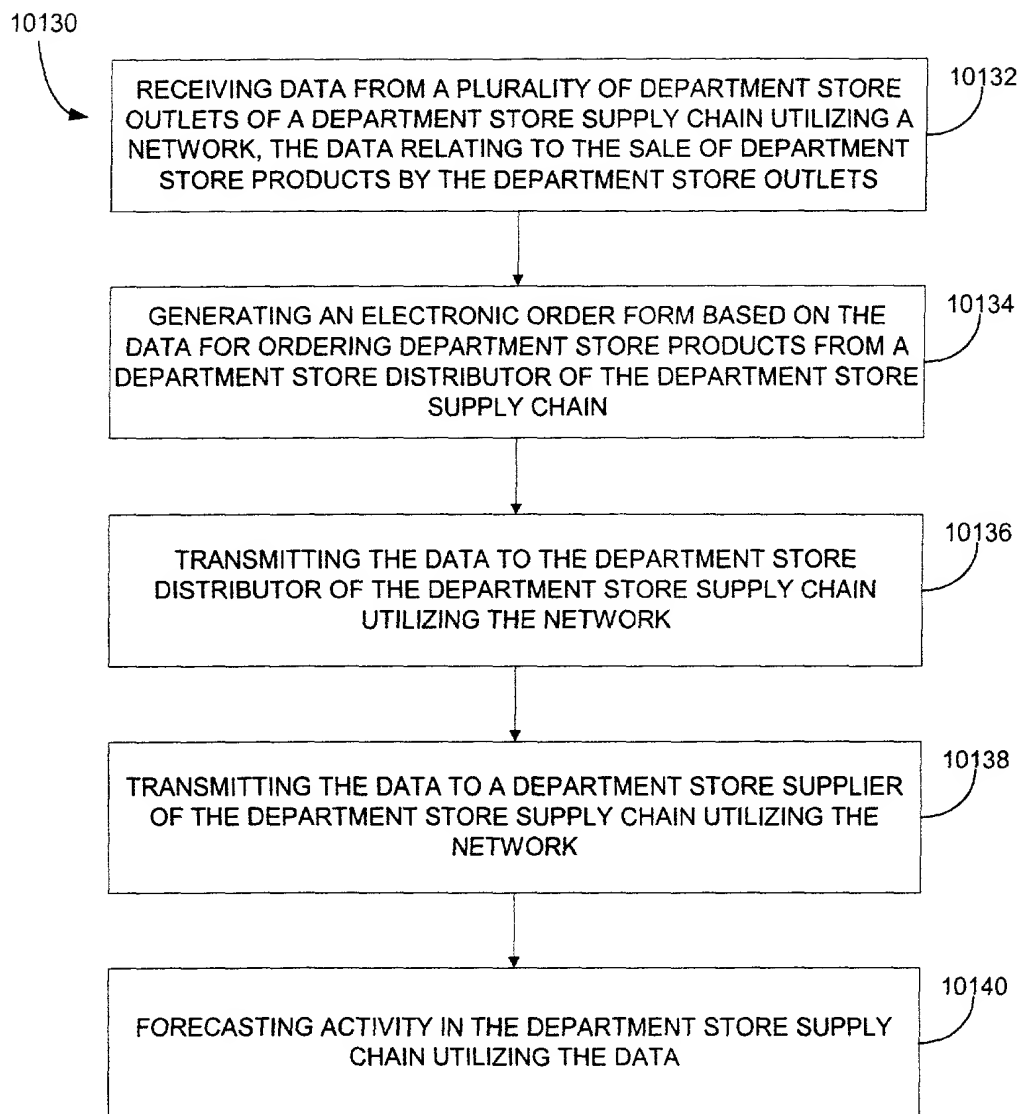 10130
RECEIVING DATA FROM A PLURALITY OF DEPARTMENT STORE
OUTLETS OF A DEPARTMENT STORE SUPPLY CHAIN UTILIZING A
NETWORK, THE DATA RELATING TO THE SALE OF DEPARTMENT
STORE PRODUCTS BY THE DEPARTMENT STORE OUTLETS
10132
GENERATING AN ELECTRONIC ORDER FORM BASED ON THE
DATA FOR ORDERING DEPARTMENT STORE PRODUCTS FROM A
DEPARTMENT STORE DISTRIBUTOR OF THE DEPARTMENT STORE
SUPPLY CHAIN
10134
TRANSMITTING THE DATA TO THE DEPARTMENT STORE
DISTRIBUTOR OF THE DEPARTMENT STORE SUPPLY CHAIN
UTILIZING THE NETWORK
10136
TRANSMITTING THE DATA TO A DEPARTMENT STORE SUPPLIER
OF THE DEPARTMENT STORE SUPPLY CHAIN UTILIZING THE
NETWORK
10138
FORECASTING ACTIVITY IN THE DEPARTMENT STORE SUPPLY
CHAIN UTILIZING THE DATA
10140